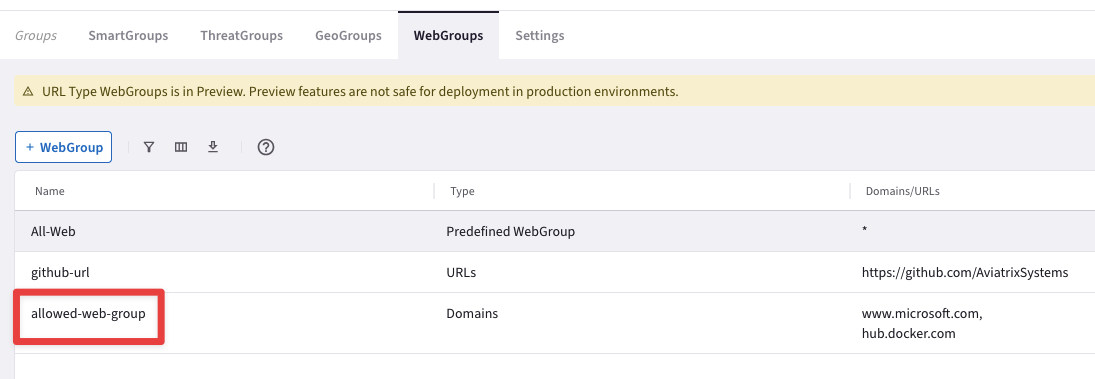 Groups SmartGroups ThreatGroups GeoGroups WebGroups Settings
URL Type WebGroups is in Preview. Preview features are not safe for deployment in production environments.
+ WebGroup
Name Type Domains/URLs
All-Web Predefined WebGroup *
github-url URLs https://github.com/AviatrixSystems
allowed-web-group Domains www.microsoft.com,
hub.docker.com